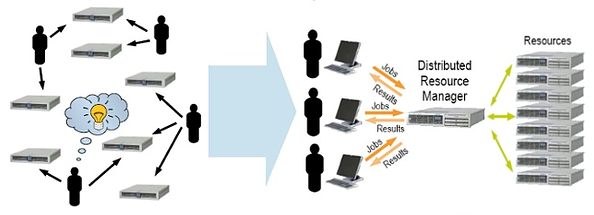 Jobs
Results
Jobs
Results
Jobs
Results
Distributed
Resource
Manager
Resources